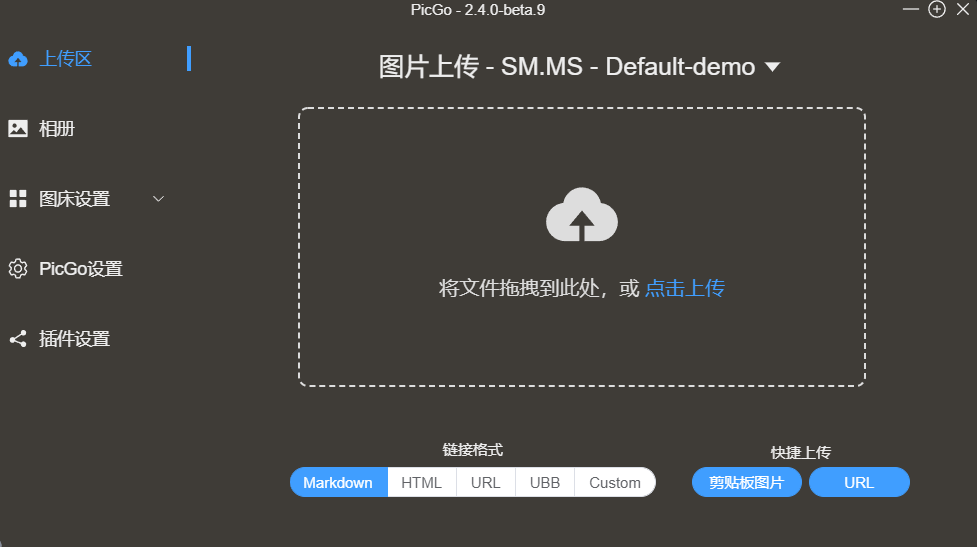 PicGo - 2.4.0-beta.9
上传区
相册
图床设置
PicGo设置
插件设置
图片上传 - SM.MS - Default-demo
将文件拖拽到此处，或 点击上传
链接格式
Markdown HTML URL UBB Custom
快捷上传
剪贴板图片 URL